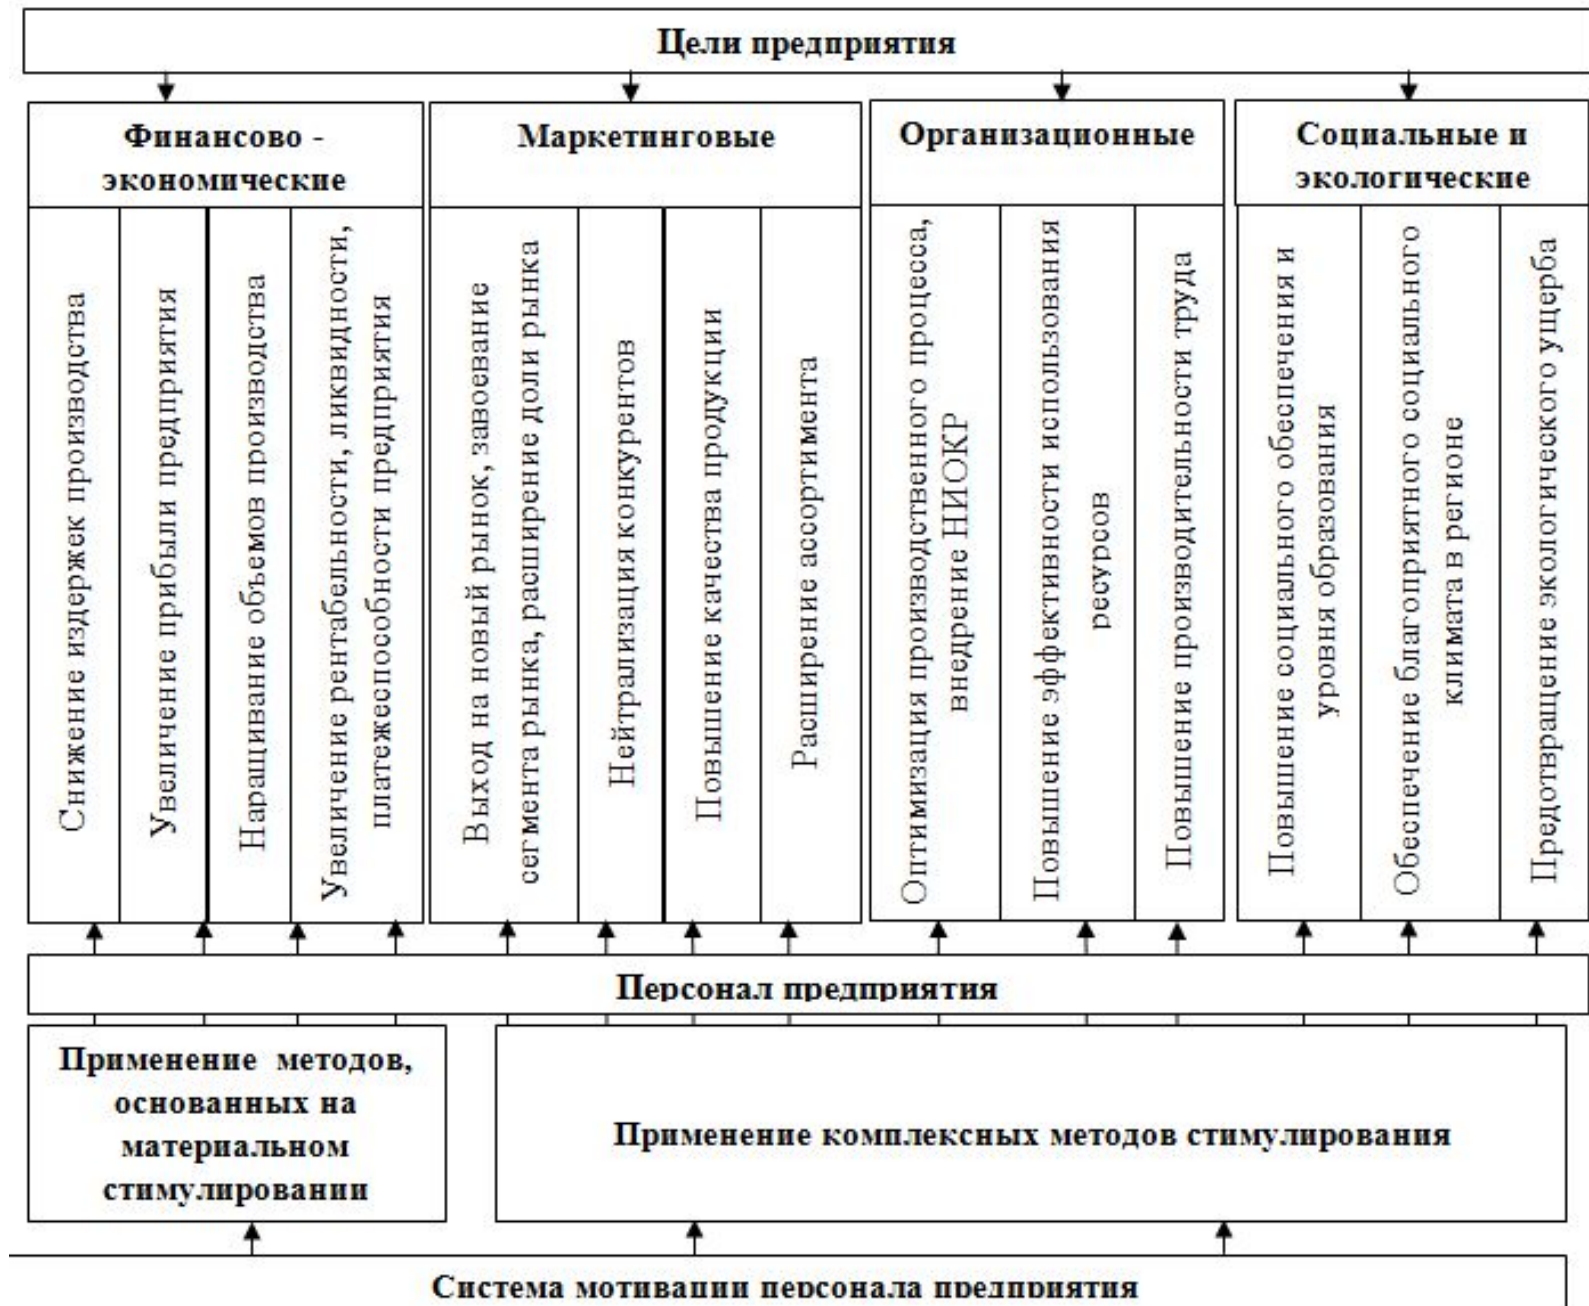 Цели предприятия
Финансово -
экономические
Маркетинговые
Организационные
Социальные и
экологические
Снижение издержек производства
Увеличение прибыли предприятия
Наращивание объемов производства
Увеличение рентабельности, ликвидности,
платежеспособности предприятия
Выход на новый рынок, завоевание
сегмента рынка, расширение доли рынка
Нейтрализация конкурентов
Повышение качества продукции
Расширение ассортимента
Оптимизация производственного процесса,
внедрение НИОКР
Повышение эффективности использования
ресурсов
Повышение производительности труда
Повышение социального обеспечения и
уровня образования
Обеспечение благоприятного социального
климата в регионе
Предотвращение экологического ущерба
Персонал предприятия
Применение методов,
основанных на
материальном
стимулировании
Применение комплексных методов стимулирования
Система мотивации персонала предприятия